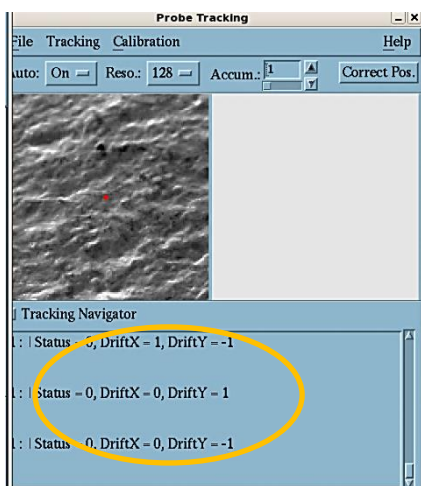 Probe Tracking
File Tracking Calibration Help
Auto: On Reso.: 128 Accum.: 1 Correct Pos.
Tracking Navigator
1 : | Status = 0, DriftX = 1, DriftY = -1
1 : | Status = 0, DriftX = 0, DriftY = 1
1 : | Status = 0, DriftX = 0, DriftY = -1